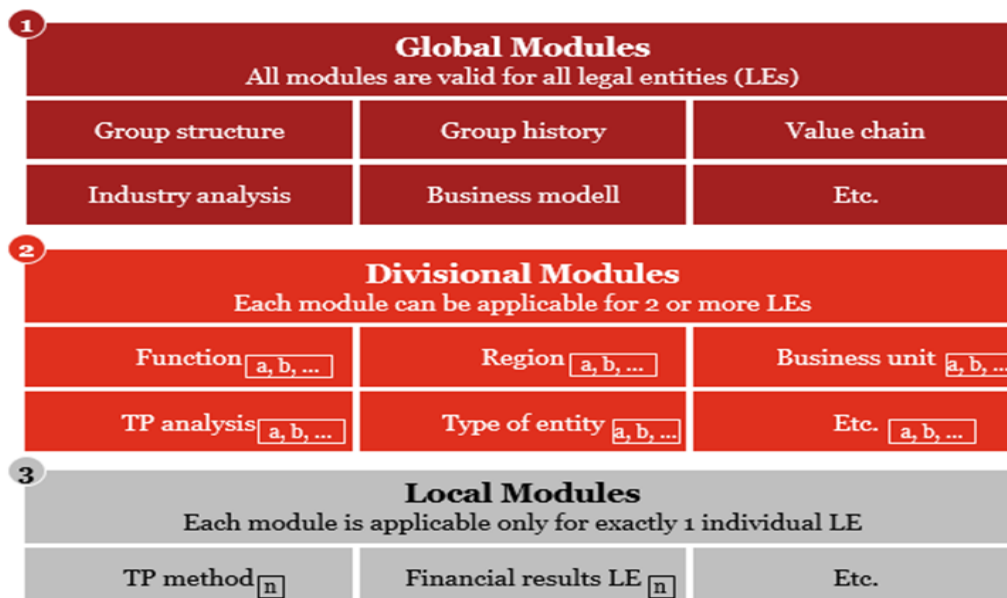 1
Global Modules
All modules are valid for all legal entities (LEs)
Group structure
Group history
Value chain
Industry analysis
Business modell
Etc.
2
Divisional Modules
Each module can be applicable for 2 or more LEs
Function a, b, ...
Region a, b, ...
Business unit a, b, ...
TP analysis a, b, ...
Type of entity a, b, ...
Etc. a, b, ...
3
Local Modules
Each module is applicable only for exactly 1 individual LE
TP method n
Financial results LE n
Etc.